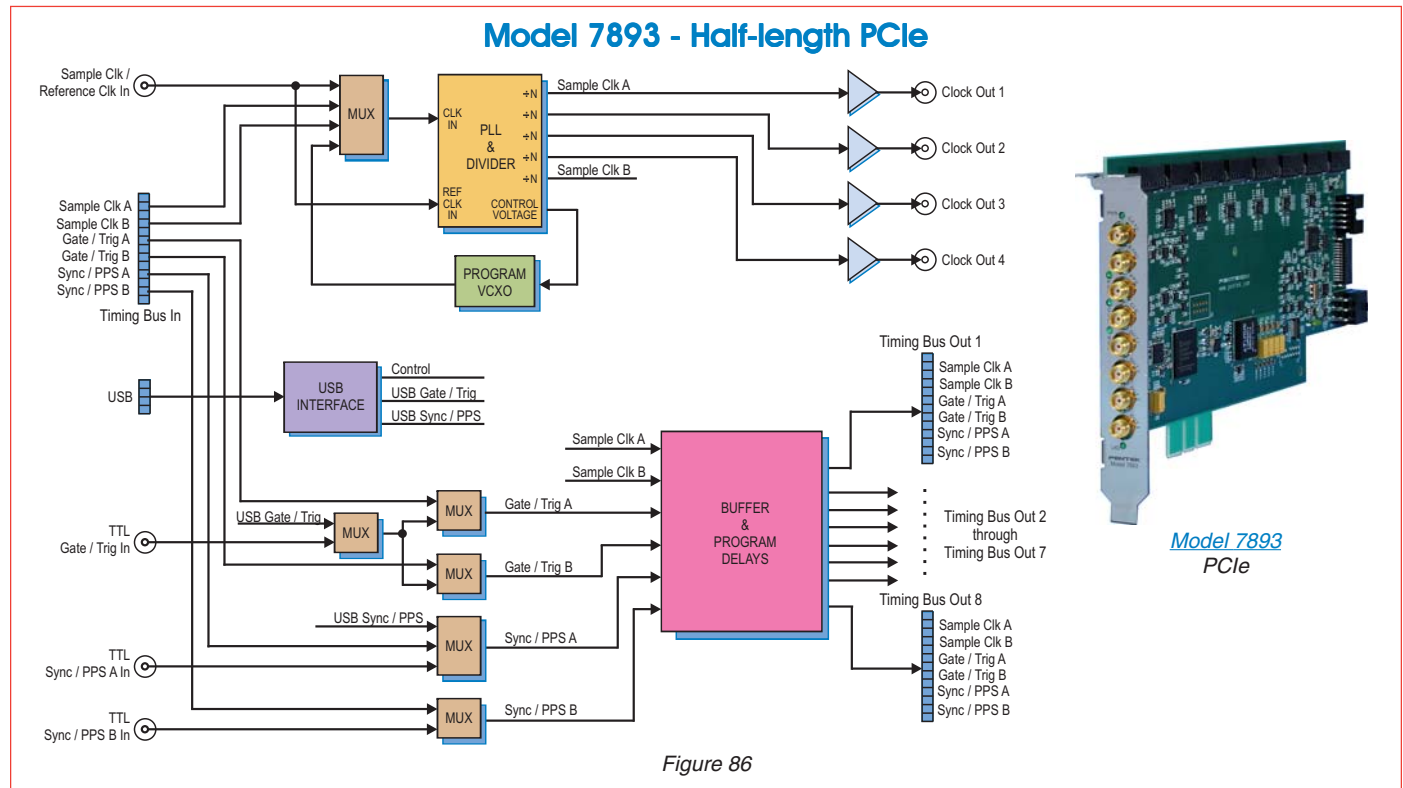 Model 7893 - Half-length PCIe
Sample Clk /
Reference Clk In
MUX
CLK
IN
PLL
&
DIVIDER
REF
CLK
IN
CONTROL
VOLTAGE
÷N
÷N
÷N
÷N
÷N
Sample Clk A
Sample Clk B
Clock Out 1
Clock Out 2
Clock Out 3
Clock Out 4
PROGRAM
VCXO
Sample Clk A
Sample Clk B
Gate / Trig A
Gate / Trig B
Sync / PPS A
Sync / PPS B
Timing Bus In
USB
USB
INTERFACE
Control
USB Gate / Trig
USB Sync / PPS
TTL
Gate / Trig In
USB Gate / Trig
MUX
MUX
Gate / Trig A
MUX
Gate / Trig B
USB Sync / PPS
TTL
Sync / PPS A In
MUX
Sync / PPS A
TTL
Sync / PPS B In
MUX
Sync / PPS B
Sample Clk A
Sample Clk B
BUFFER
&
PROGRAM
DELAYS
Timing Bus Out 1
Sample Clk A
Sample Clk B
Gate / Trig A
Gate / Trig B
Sync / PPS A
Sync / PPS B
Timing Bus Out 2
through
Timing Bus Out 7
Timing Bus Out 8
Sample Clk A
Sample Clk B
Gate / Trig A
Gate / Trig B
Sync / PPS A
Sync / PPS B
PENTEK
Model 7893
Model 7893
PCIe
Figure 86